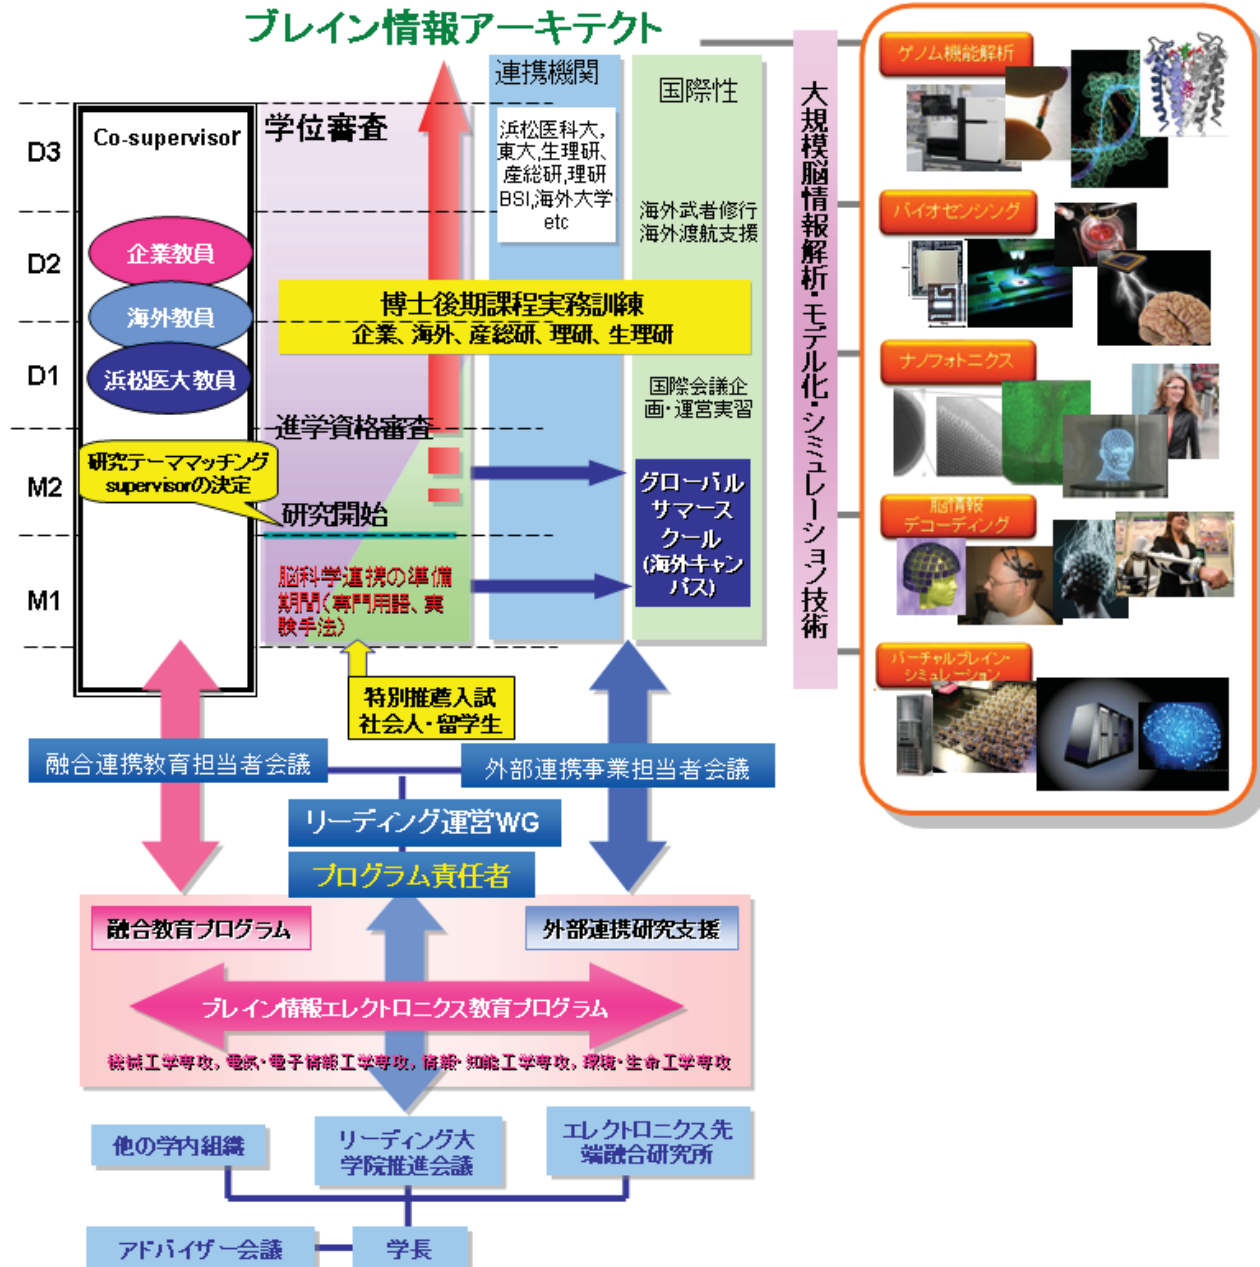 ブレイン情報アーキテクト
D3
D2
D1
M2
M1
Co-supervisor
企業教員
海外教員
浜松医大教員
研究テーママッチング
supervisorの決定
学位審査
進学資格審査
研究開始
脳科学連携の準備
期間(専門用語、実
験手法)
特別推薦入試
社会人・留学生
連携機関
浜松医科大,
東大,生理研、
産総研,理研
BSI,海外大学
etc
博士後期課程実務訓練
企業、海外、産総研、理研、生理研
国際性
海外武者修行
海外渡航支援
国際会議企
画・運営実習
グローバル
サマース
クール
(海外キャン
パス)
大規模脳情報解析・モデル化・シミュレーション技術
ゲノム機能解析
バイオセンシング
ナノフォトニクス
脳情報
デコーディング
バーチャルブレイン・
シミュレーション
融合連携教育担当者会議
外部連携事業担当者会議
リーディング運営WG
プログラム責任者
融合教育プログラム
外部連携研究支援
ブレイン情報エレクトロニクス教育プログラム
機械工学専攻, 電気・電子情報工学専攻, 情報・知能工学専攻, 環境・生命工学専攻
他の学内組織
リーディング大
学院推進会議
エレクトロニクス先
端融合研究所
アドバイザー会議
学長